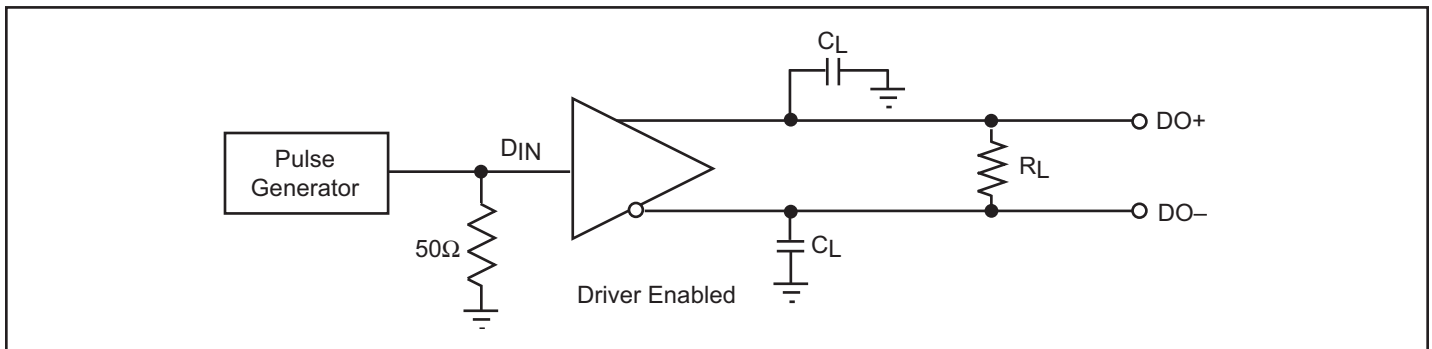 CL
DO+
Pulse
Generator
DIN
RL
DO–
50Ω
CL
Driver Enabled